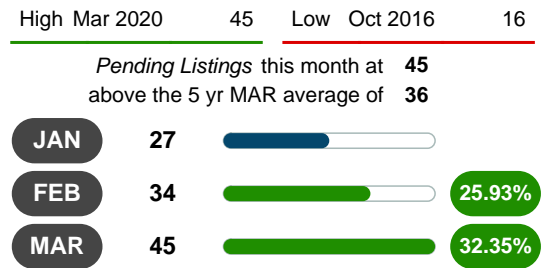 High Mar 2020 45 Low Oct 2016 16
Pending Listings this month at 45
above the 5 yr MAR average of 36
JAN 27
FEB 34 25.93%
MAR 45 32.35%